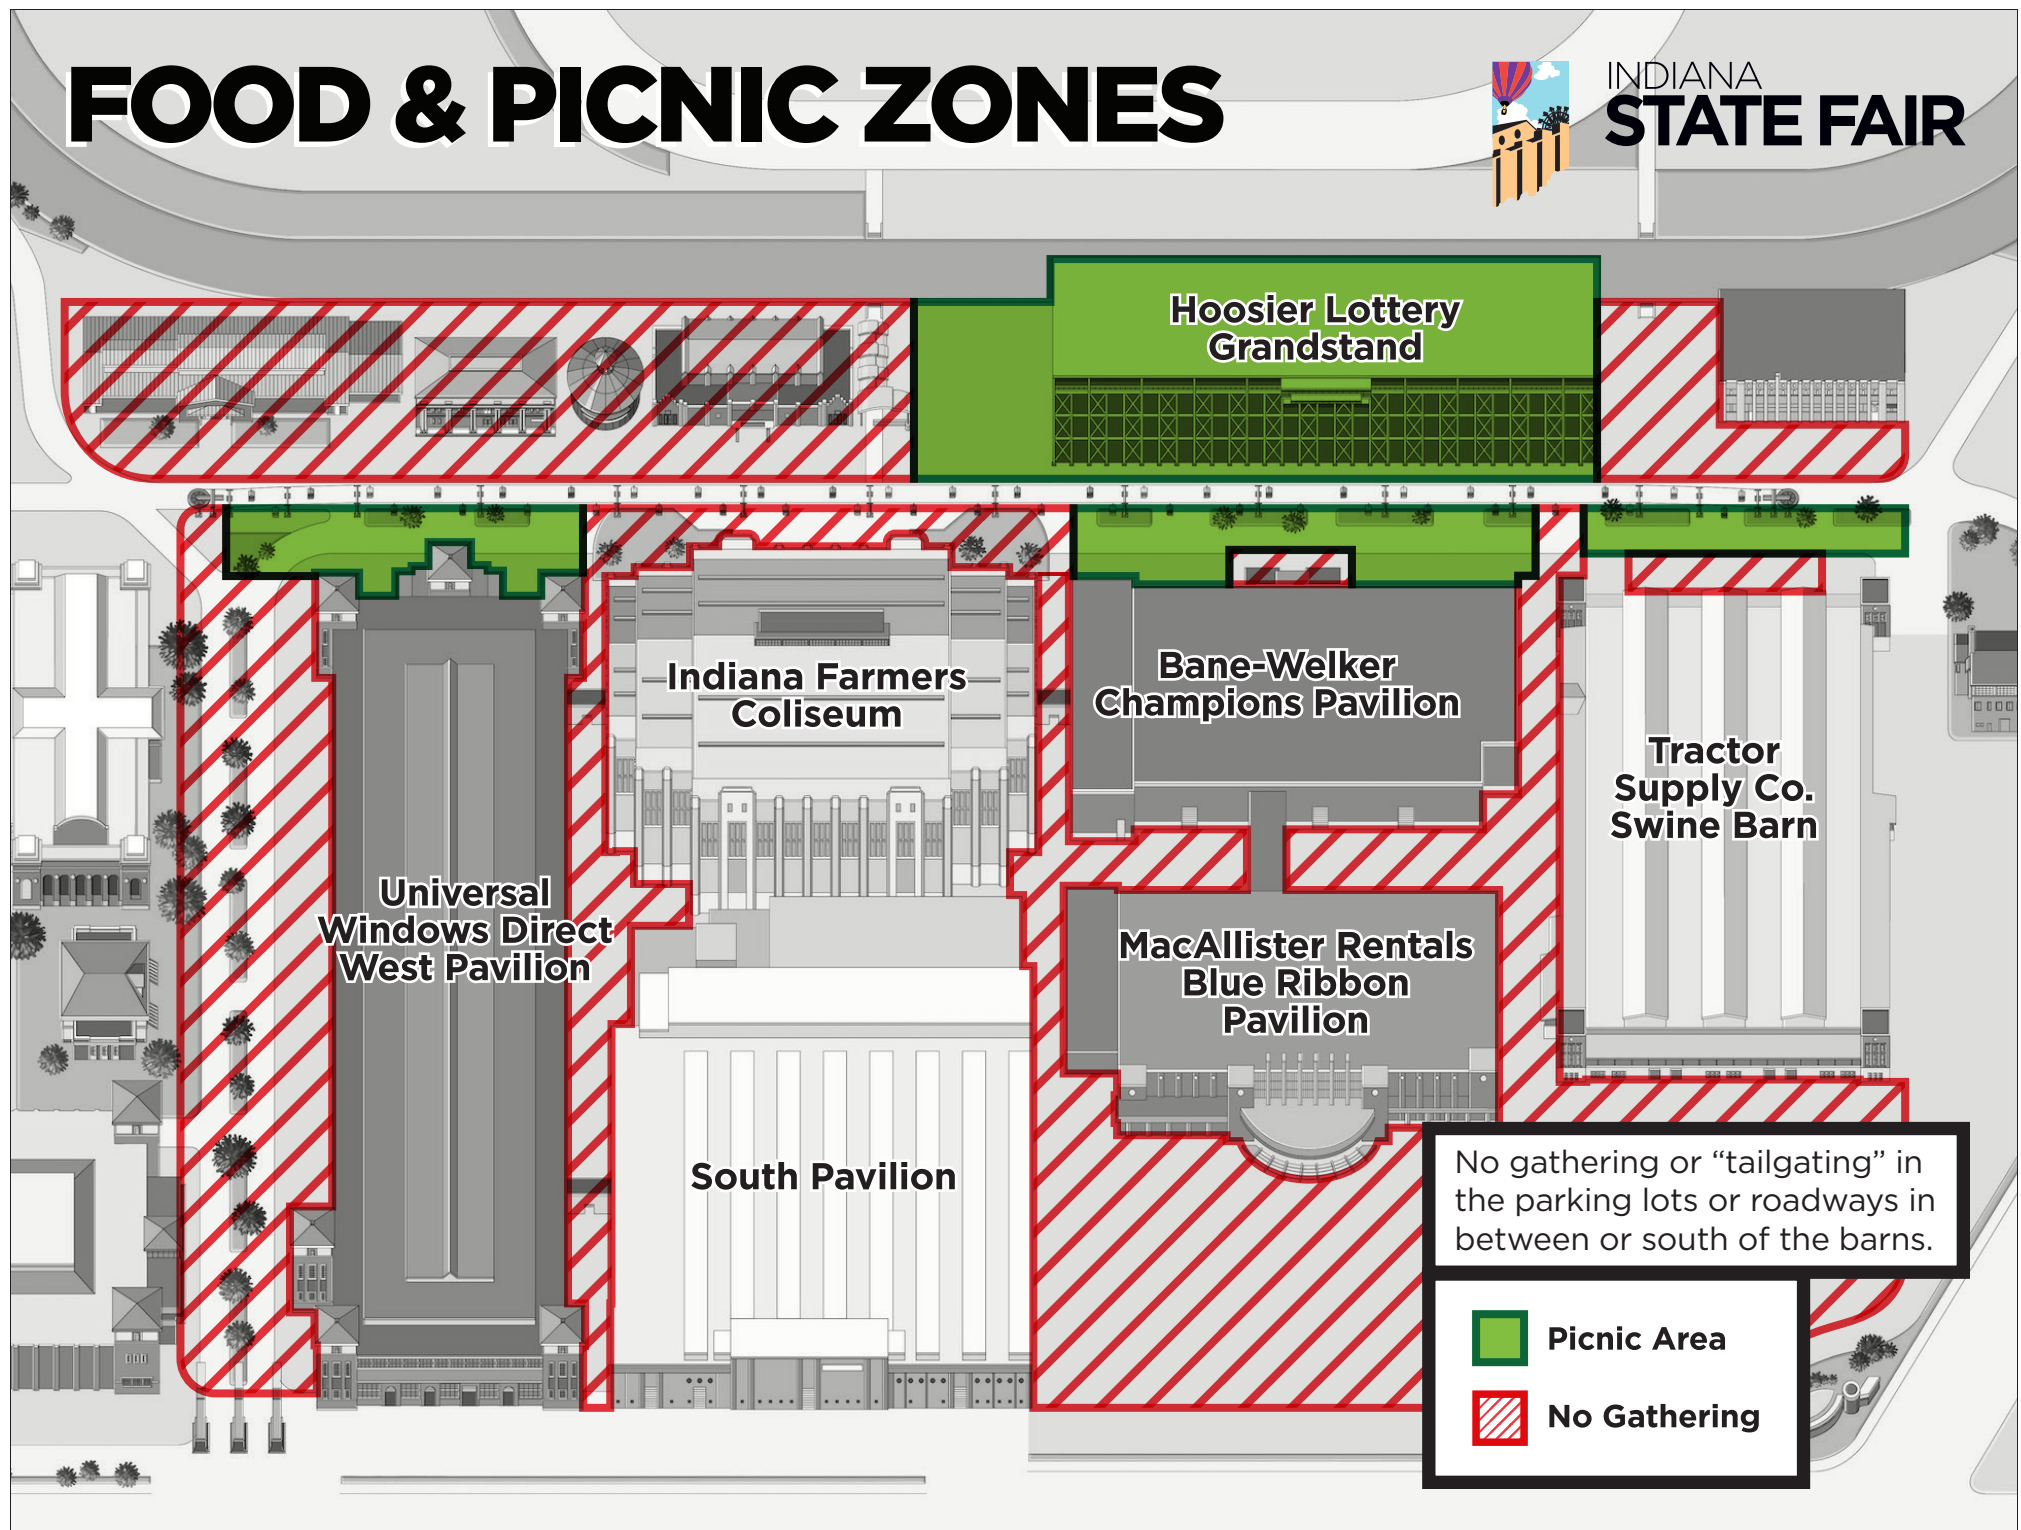 FOOD & PICNIC ZONES
INDIANA
STATE FAIR
Hoosier Lottery
Grandstand
Indiana Farmers
Coliseum
Bane-Welker
Champions Pavilion
Tractor
Supply Co.
Swine Barn
Universal
Windows Direct
West Pavilion
MacAllister Rentals
Blue Ribbon
Pavilion
South Pavilion
No gathering or “tailgating” in
the parking lots or roadways in
between or south of the barns.
Picnic Area
No Gathering